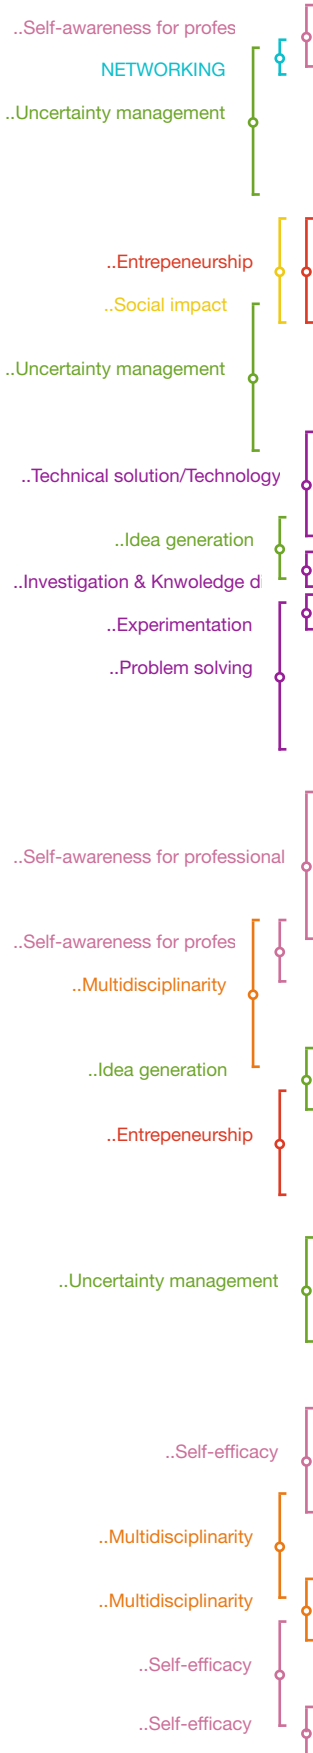 ..Self-awareness for profes
NETWORKING
..Uncertainty management
..Entrepeneurship
..Social impact
..Uncertainty management
..Technical solution/Technology
..Idea generation
..Investigation & Knwoledge di
..Experimentation
..Problem solving
..Self-awareness for professional
..Self-awareness for profes
..Multidisciplinarity
..Idea generation
..Entrepeneurship
..Uncertainty management
..Self-efficacy
..Multidisciplinarity
..Multidisciplinarity
..Self-efficacy
..Self-efficacy